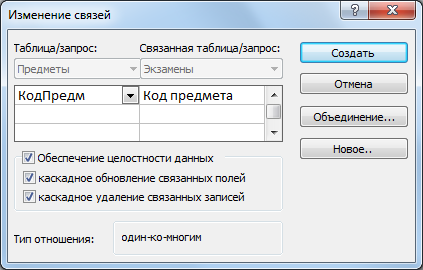 Изменение связей
Таблица/запрос: Связанная таблица/запрос:
Предметы Экзамены
КодПредм Код предмета
Обеспечение целостности данных
каскадное обновление связанных полей
каскадное удаление связанных записей
Тип отношения: один-ко-многим
Создать
Отмена
Объединение...
Новое..